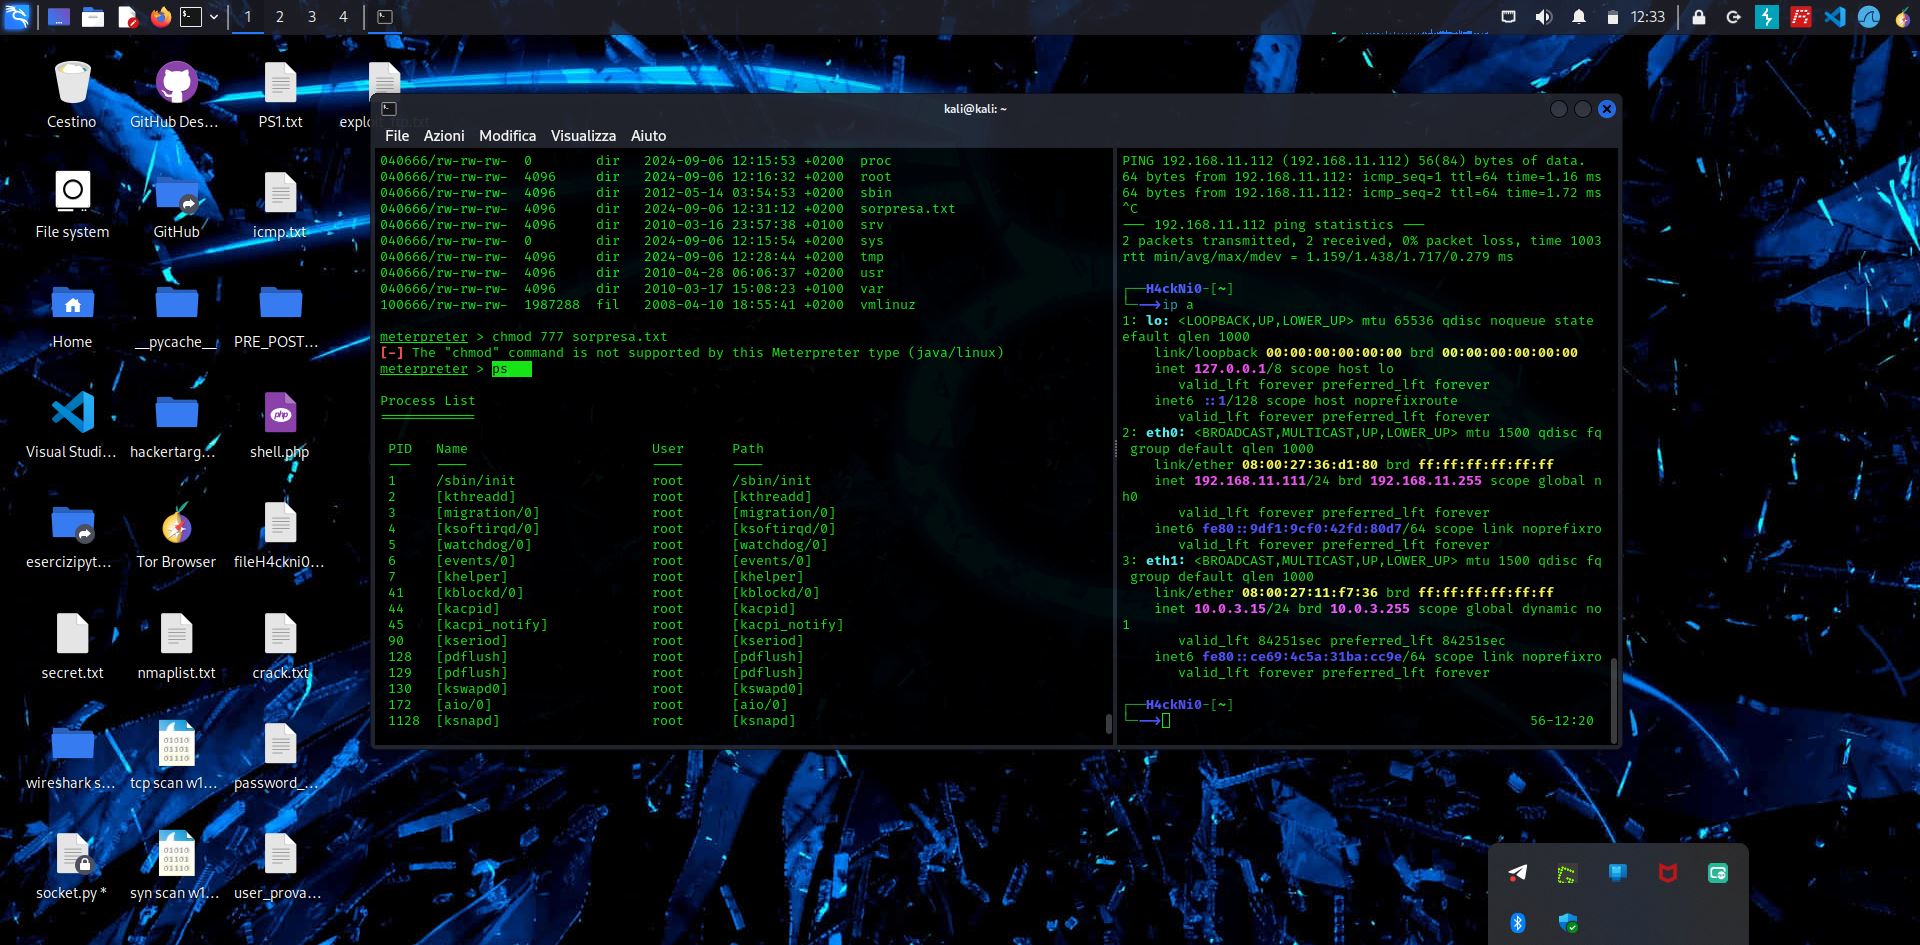 1 2 3 4
12:33
Cestino
GitHub Des...
PS1.txt
File system
GitHub
icmp.txt
Home
__pycache__
PRE_POST...
Visual Studi...
hackertarg...
shell.php
esercizipyt...
Tor Browser
fileH4ckni0...
secret.txt
nmaplist.txt
crack.txt
wireshark s...
tcp scan w1...
password_...
socket.py *
syn scan w1...
user_prova...
kali@kali: ~
File Azioni Modifica Visualizza Aiuto
040666/rw-rw-rw- 0 dir 2024-09-06 12:15:53 +0200 proc
040666/rw-rw-rw- 4096 dir 2024-09-06 12:16:32 +0200 root
040666/rw-rw-rw- 4096 dir 2012-05-14 03:54:53 +0200 sbin
040666/rw-rw-rw- 4096 dir 2024-09-06 12:31:12 +0200 sorpresa.txt
040666/rw-rw-rw- 4096 dir 2010-03-16 23:57:38 +0100 srv
040666/rw-rw-rw- 0 dir 2024-09-06 12:15:54 +0200 sys
040666/rw-rw-rw- 4096 dir 2024-09-06 12:28:44 +0200 tmp
040666/rw-rw-rw- 4096 dir 2010-04-28 06:06:37 +0200 usr
040666/rw-rw-rw- 4096 dir 2010-03-17 15:08:23 +0100 var
100666/rw-rw-rw- 1987288 fil 2008-04-10 18:55:41 +0200 vmlinuz
meterpreter > chmod 777 sorpresa.txt
[-] The "chmod" command is not supported by this Meterpreter type (java/linux)
meterpreter > ps
Process List
============
PID Name User Path
--- ---- ---- ----
1 /sbin/init root /sbin/init
2 [kthreadd] root [kthreadd]
3 [migration/0] root [migration/0]
4 [ksoftirqd/0] root [ksoftirqd/0]
5 [watchdog/0] root [watchdog/0]
6 [events/0] root [events/0]
7 [khelper] root [khelper]
41 [kblockd/0] root [kblockd/0]
44 [kacpid] root [kacpid]
45 [kacpi_notify] root [kacpi_notify]
90 [kseriod] root [kseriod]
128 [pdflush] root [pdflush]
129 [pdflush] root [pdflush]
130 [kswapd0] root [kswapd0]
172 [aio/0] root [aio/0]
1128 [ksnapd] root [ksnapd]
PING 192.168.11.112 (192.168.11.112) 56(84) bytes of data.
64 bytes from 192.168.11.112: icmp_seq=1 ttl=64 time=1.16 ms
64 bytes from 192.168.11.112: icmp_seq=2 ttl=64 time=1.72 ms
^C
--- 192.168.11.112 ping statistics ---
2 packets transmitted, 2 received, 0% packet loss, time 1003
rtt min/avg/max/mdev = 1.159/1.438/1.717/0.279 ms
┌──H4ckNi0-[~]
└───>ip a
1: lo: <LOOPBACK,UP,LOWER_UP> mtu 65536 qdisc noqueue state
efault qlen 1000
link/loopback 00:00:00:00:00:00 brd 00:00:00:00:00:00
inet 127.0.0.1/8 scope host lo
valid_lft forever preferred_lft forever
inet6 ::1/128 scope host noprefixroute
valid_lft forever preferred_lft forever
2: eth0: <BROADCAST,MULTICAST,UP,LOWER_UP> mtu 1500 qdisc fq
group default qlen 1000
link/ether 08:00:27:36:d1:80 brd ff:ff:ff:ff:ff:ff
inet 192.168.11.111/24 brd 192.168.11.255 scope global n
h0
valid_lft forever preferred_lft forever
inet6 fe80::9df1:9cf0:42fd:80d7/64 scope link noprefixro
valid_lft forever preferred_lft forever
3: eth1: <BROADCAST,MULTICAST,UP,LOWER_UP> mtu 1500 qdisc fq
group default qlen 1000
link/ether 08:00:27:11:f7:36 brd ff:ff:ff:ff:ff:ff
inet 10.0.3.15/24 brd 10.0.3.255 scope global dynamic no
1
valid_lft 84251sec preferred_lft 84251sec
inet6 fe80::ce69:4c5a:31ba:cc9e/64 scope link noprefixro
valid_lft forever preferred_lft forever
┌──H4ckNi0-[~]
└───> 56-12:20